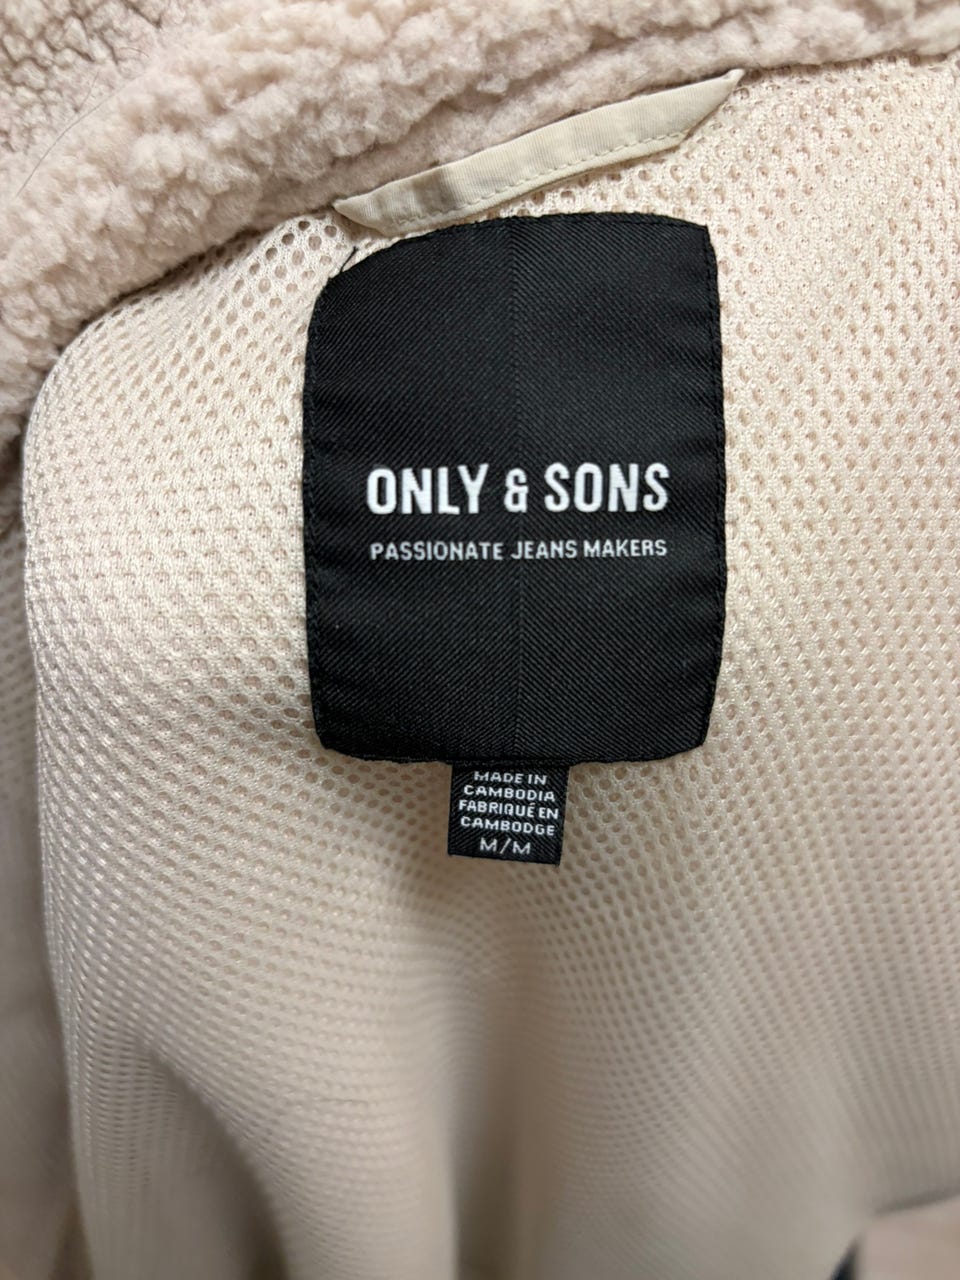 ONLY & SONS
PASSIONATE JEANS MAKERS
MADE IN
CAMBODIA
FABRIQUÉ EN
CAMBODGE
M/M